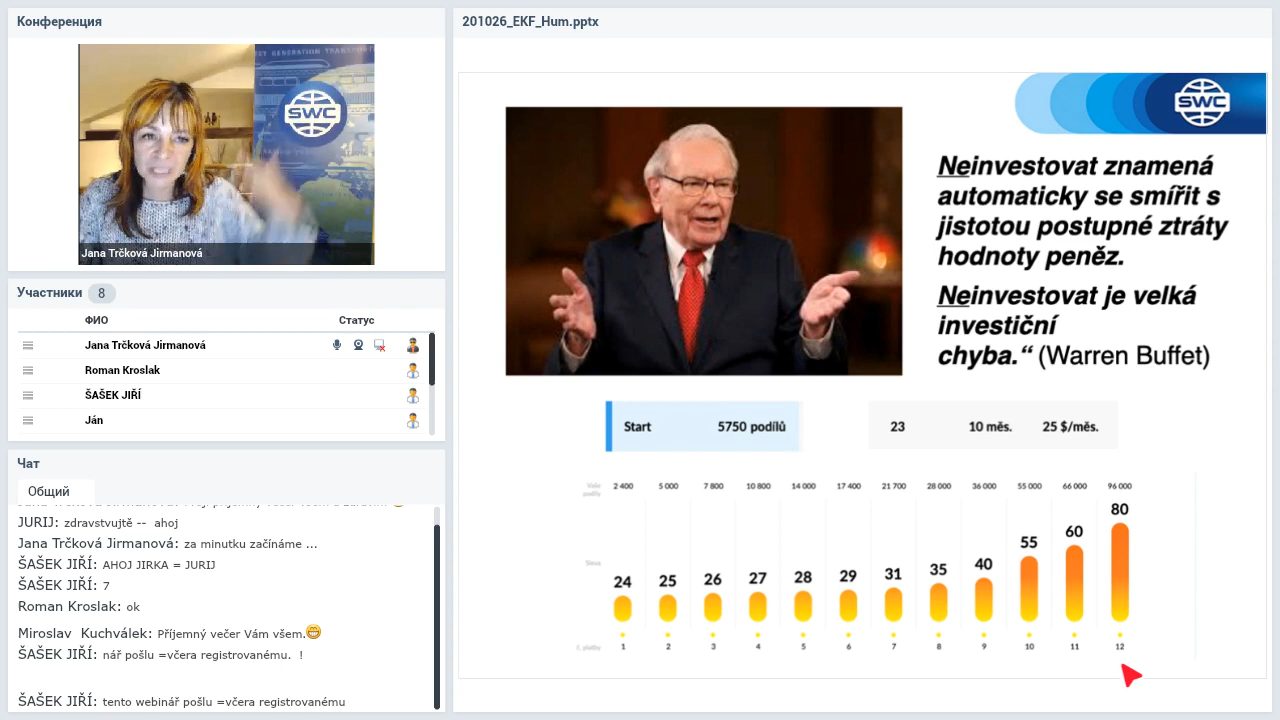 Конференция
NEXT GENERATION TRANSPORT
SWC
Jana Trčková Jirmanová
Участники 8
ФИО Статус
Jana Trčková Jirmanová
Roman Kroslak
ŠAŠEK JIŘÍ
Ján
Чат
Общий
JURIJ: zdravstvujtě -- ahoj
Jana Trčková Jirmanová: za minutku začínáme ...
ŠAŠEK JIŘÍ: AHOJ JIRKA = JURIJ
ŠAŠEK JIŘÍ: 7
Roman Kroslak: ok
Miroslav Kuchválek: Příjemný večer Vám všem.
ŠAŠEK JIŘÍ: nář pošlu =včera registrovanému. !
ŠAŠEK JIŘÍ: tento webinář pošlu =včera registrovanému
201026_EKF_Hum.pptx
SWC
Neinvestovat znamená
automaticky se smířit s
jistotou postupné ztráty
hodnoty peněz.
Neinvestovat je velká
investiční
chyba.“ (Warren Buffet)
Start 5750 podílů
23 10 měs. 25 $/měs.
Vaše
podíly
2 400 5 000 7 800 10 800 14 000 17 400 21 700 28 000 36 000 55 000 66 000 96 000
Sleva
24 25 26 27 28 29 31 35 40 55 60 80
č. platby
1 2 3 4 5 6 7 8 9 10 11 12